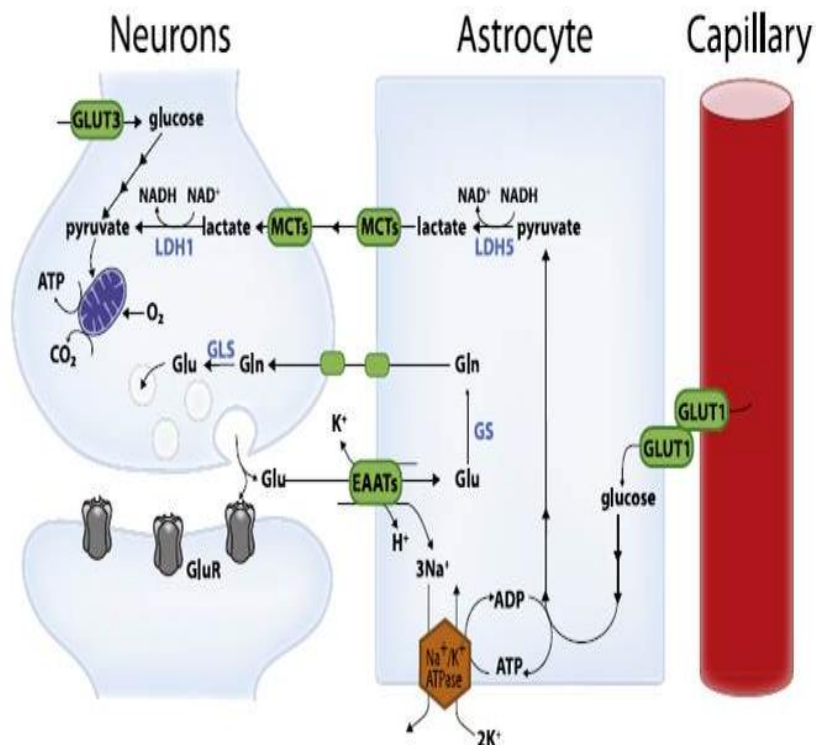 Neurons Astrocyte Capillary
GLUT3 glucose
NADH NAD⁺ NAD⁺ NADH
pyruvate lactate MCTs MCTs lactate pyruvate
LDH1 LDH5
ATP
O₂
CO₂
GLS
Glu Gln Gln
GLUT1
GLUT1
K⁺
GS
Glu EAATs Glu
glucose
H⁺
GluR
3Na⁺
ADP
Na⁺/K⁺
ATPase
ATP
2K⁺